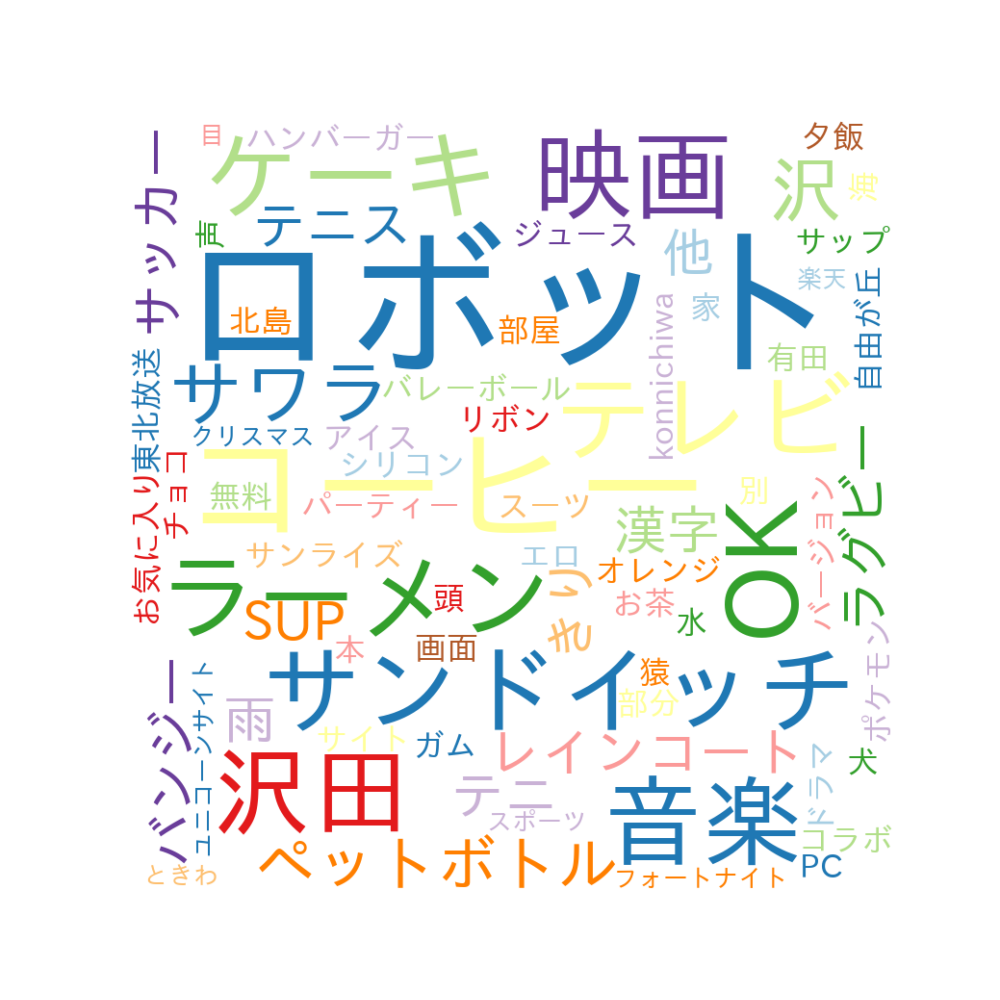 目
ハンバーガー
ケーキ
映画
夕飯
沢
海
サッカー
声
テニス
ジュース
他
サップ
ロボット
楽天
家
自由が丘
北島
部屋
konnichiwa
有田
東北放送
サワラ
バレーボール
テレビ
リボン
クリスマス
アイス
シリコン
コーヒー
チョコ
お気に入り
無料
パーティー
スーツ
別
バージョン
ラグビー
漢字
OK
サンライズ
エロ
オレンジ
ラーメン
SUP
頭
きり
お茶
水
本
画面
サンドイッチ
猿
部分
ポケモン
バンジー
ユニコーンサイト
雨
サイト
ガム
レインコート
ドラマ
犬
沢田
テニ
スポーツ
音楽
コラボ
ペットボトル
ときわ
フォートナイト
PC